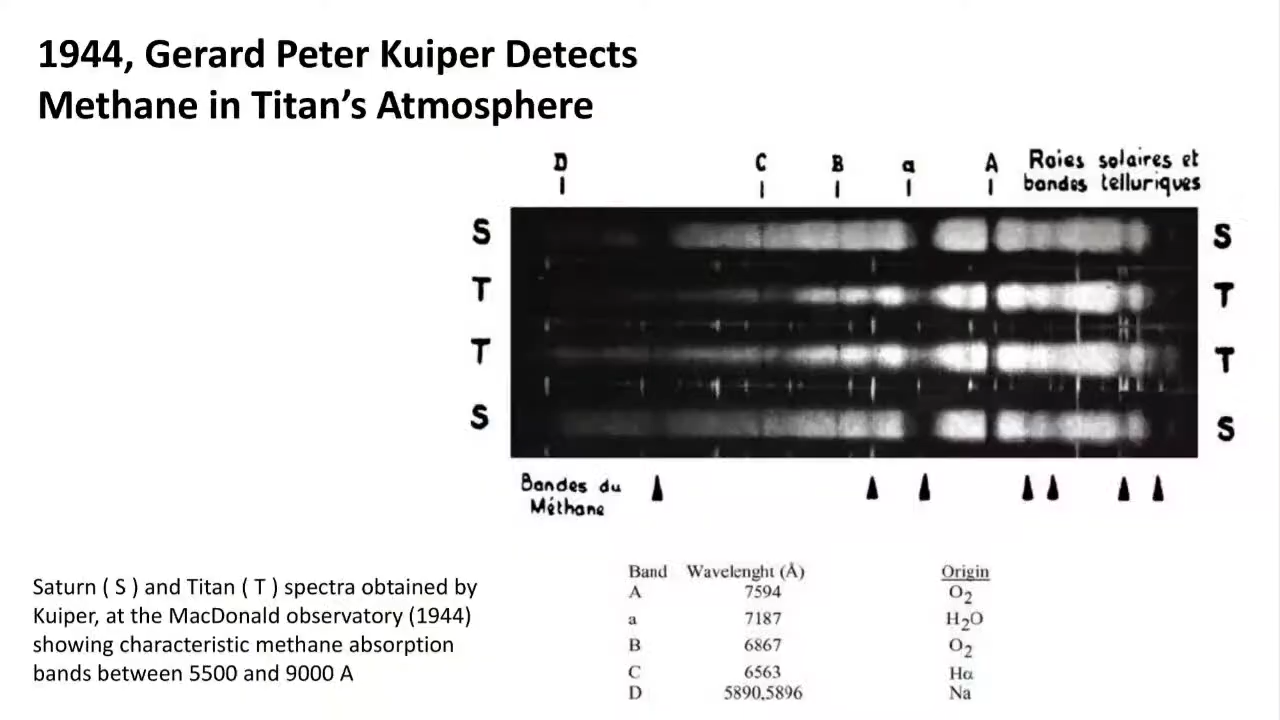 1944, Gerard Peter Kuiper Detects
Methane in Titan’s Atmosphere
D C B a A Raies solaires et
bandes telluriques
S S
T T
T T
S S
Bandes du
Méthane
Saturn ( S ) and Titan ( T ) spectra obtained by
Kuiper, at the MacDonald observatory (1944)
showing characteristic methane absorption
bands between 5500 and 9000 A
Band Wavelenght (Å) Origin
A 7594 O2
a 7187 H2O
B 6867 O2
C 6563 Hα
D 5890,5896 Na